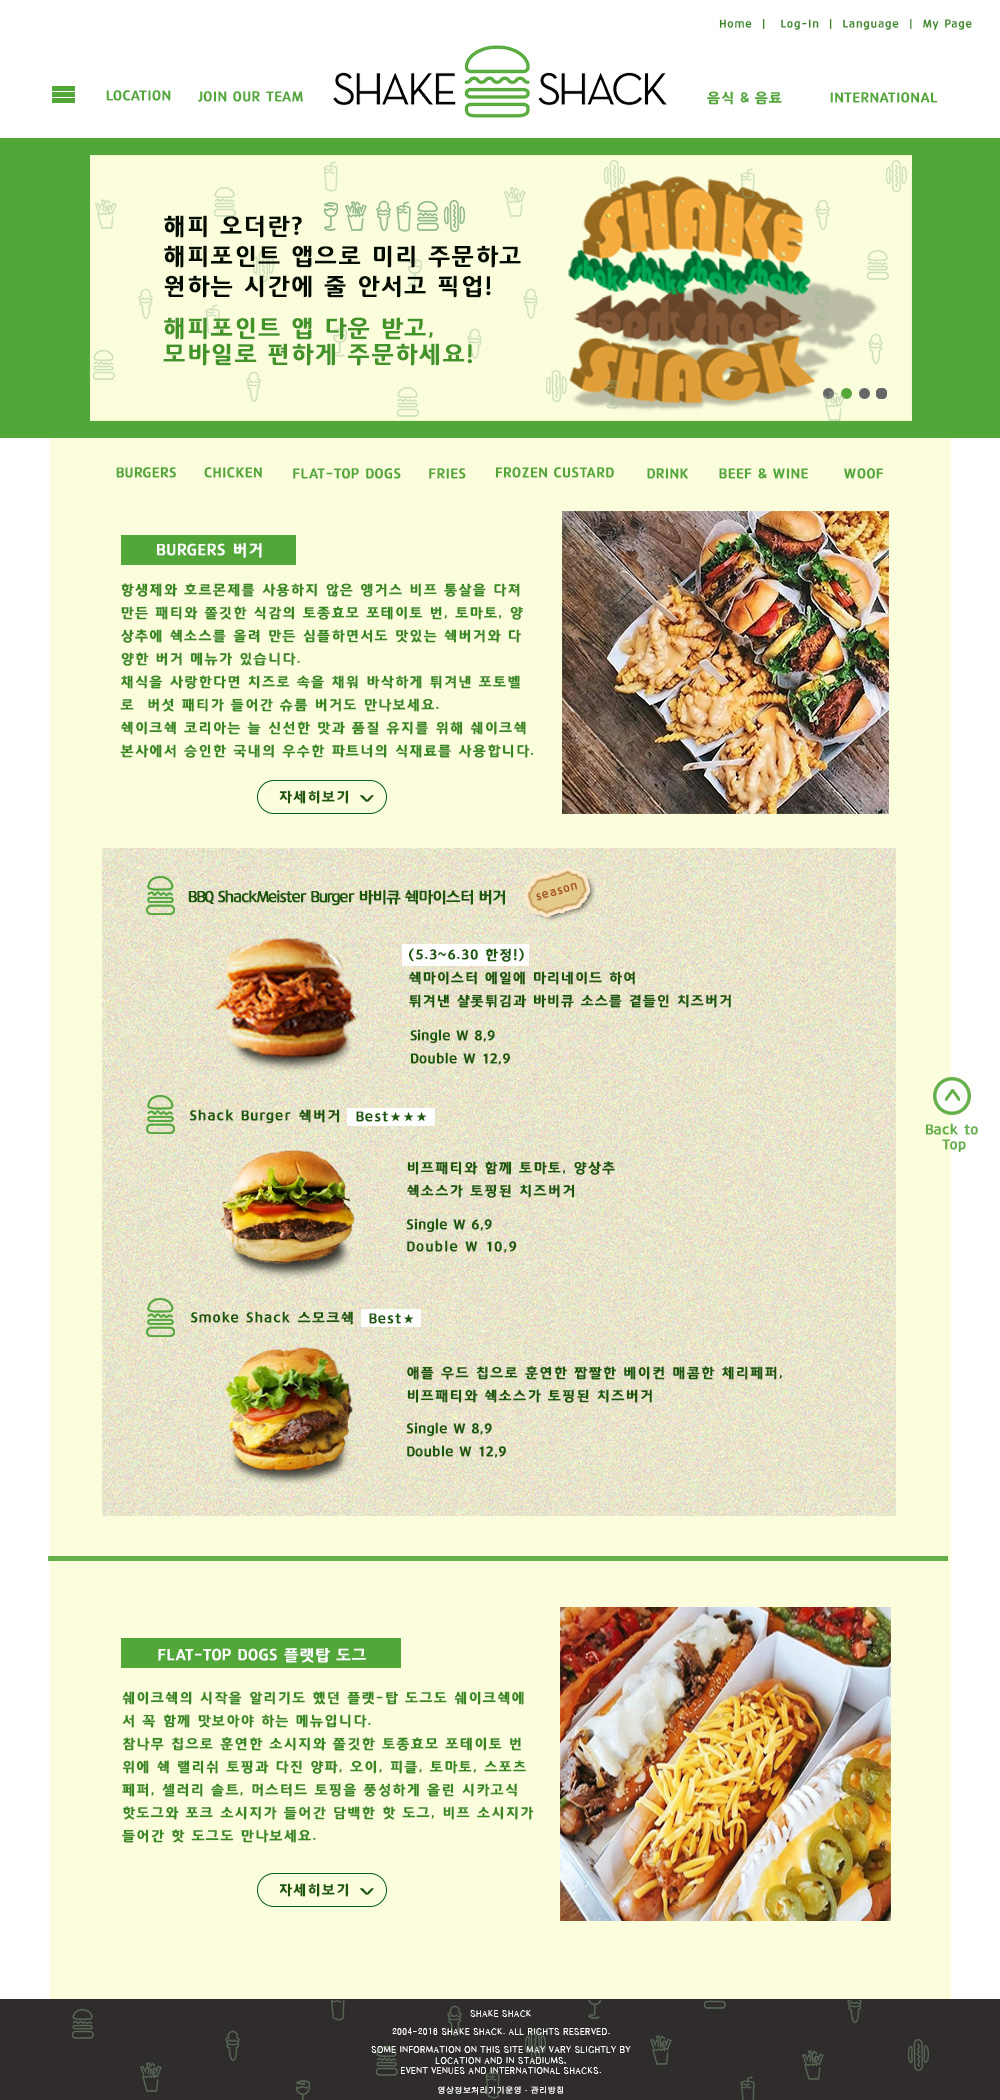 Home | Log-In | Language | My Page
LOCATION JOIN OUR TEAM SHAKE SHACK 음식 & 음료 INTERNATIONAL
해피 오더란?
해피포인트 앱으로 미리 주문하고
원하는 시간에 줄 안서고 픽업!
해피포인트 앱 다운 받고,
모바일로 편하게 주문하세요!
SHAKE
shake shake shake shake
shack shack
SHACK
BURGERS CHICKEN FLAT-TOP DOGS FRIES FROZEN CUSTARD DRINK BEEF & WINE WOOF
BURGERS 버거
항생제와 호르몬제를 사용하지 않은 앵거스 비프 통살을 다져
만든 패티와 쫄깃한 식감의 토종효모 포테이토 번, 토마토, 양
상추에 쉑소스를 올려 만든 심플하면서도 맛있는 쉑버거와 다
양한 버거 메뉴가 있습니다.
채식을 사랑한다면 치즈로 속을 채워 바삭하게 튀겨낸 포토벨
로 버섯 패티가 들어간 슈룸 버거도 만나보세요.
쉐이크쉑 코리아는 늘 신선한 맛과 품질 유지를 위해 쉐이크쉑
본사에서 승인한 국내의 우수한 파트너의 식재료를 사용합니다.
자세히보기
BBQ ShackMeister Burger 바비큐 쉑마이스터 버거
season
(5.3~6.30 한정!)
쉑마이스터 에일에 마리네이드 하여
튀겨낸 샬롯튀김과 바비큐 소스를 곁들인 치즈버거
Single W 8,9
Double W 12,9
Shack Burger 쉑버거 Best★★★
비프패티와 함께 토마토, 양상추
쉑소스가 토핑된 치즈버거
Single W 6,9
Double W 10,9
Back to
Top
Smoke Shack 스모크쉑 Best★
애플 우드 칩으로 훈연한 짭짤한 베이컨 매콤한 체리페퍼,
비프패티와 쉑소스가 토핑된 치즈버거
Single W 8,9
Double W 12,9
FLAT-TOP DOGS 플랫탑 도그
쉐이크쉑의 시작을 알리기도 했던 플랫-탑 도그도 쉐이크쉑에
서 꼭 함께 맛보아야 하는 메뉴입니다.
참나무 칩으로 훈연한 소시지와 쫄깃한 토종효모 포테이토 번
위에 쉑 랠리쉬 토핑과 다진 양파, 오이, 피클, 토마토, 스포츠
페퍼, 셀러리 솔트, 머스터드 토핑을 풍성하게 올린 시카고식
핫도그와 포크 소시지가 들어간 담백한 핫 도그, 비프 소시지가
들어간 핫 도그도 만나보세요.
자세히보기
SHAKE SHACK
2004-2016 SHAKE SHACK. ALL RIGHTS RESERVED.
SOME INFORMATION ON THIS SITE MAY VARY SLIGHTLY BY
LOCATION AND IN STADIUMS.
EVENT VENUES AND INTERNATIONAL SHACKS.
영상정보처리기기운영 · 관리방침